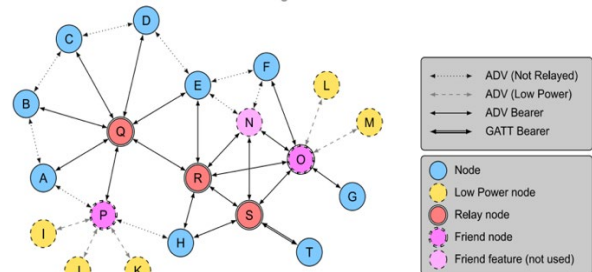 D
C
E
F
L
B
N
M
Q
O
A
R
G
P
S
I
H
T
J
K
ADV (Not Relayed)
ADV (Low Power)
ADV Bearer
GATT Bearer
Node
Low Power node
Relay node
Friend node
Friend feature (not used)